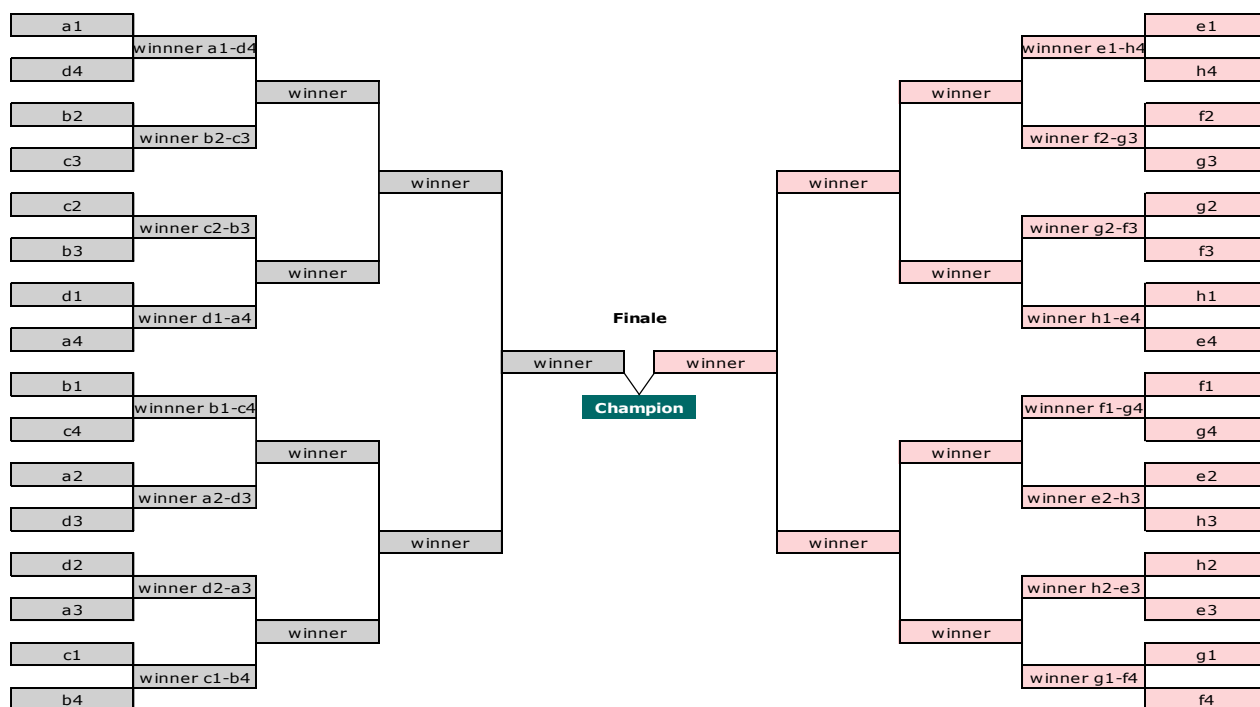 a1
winnner a1-d4
d4
winner
b2
winner b2-c3
c3
winner
c2
winner c2-b3
b3
winner
d1
winner d1-a4
a4
winner
b1
winnner b1-c4
c4
winner
a2
winner a2-d3
d3
winner
d2
winner d2-a3
a3
winner
c1
winner c1-b4
b4
Finale
Champion
e1
winnner e1-h4
h4
winner
f2
winner f2-g3
g3
winner
g2
winner g2-f3
f3
winner
h1
winner h1-e4
e4
winner
f1
winnner f1-g4
g4
winner
e2
winner e2-h3
h3
winner
h2
winner h2-e3
e3
winner
g1
winner g1-f4
f4